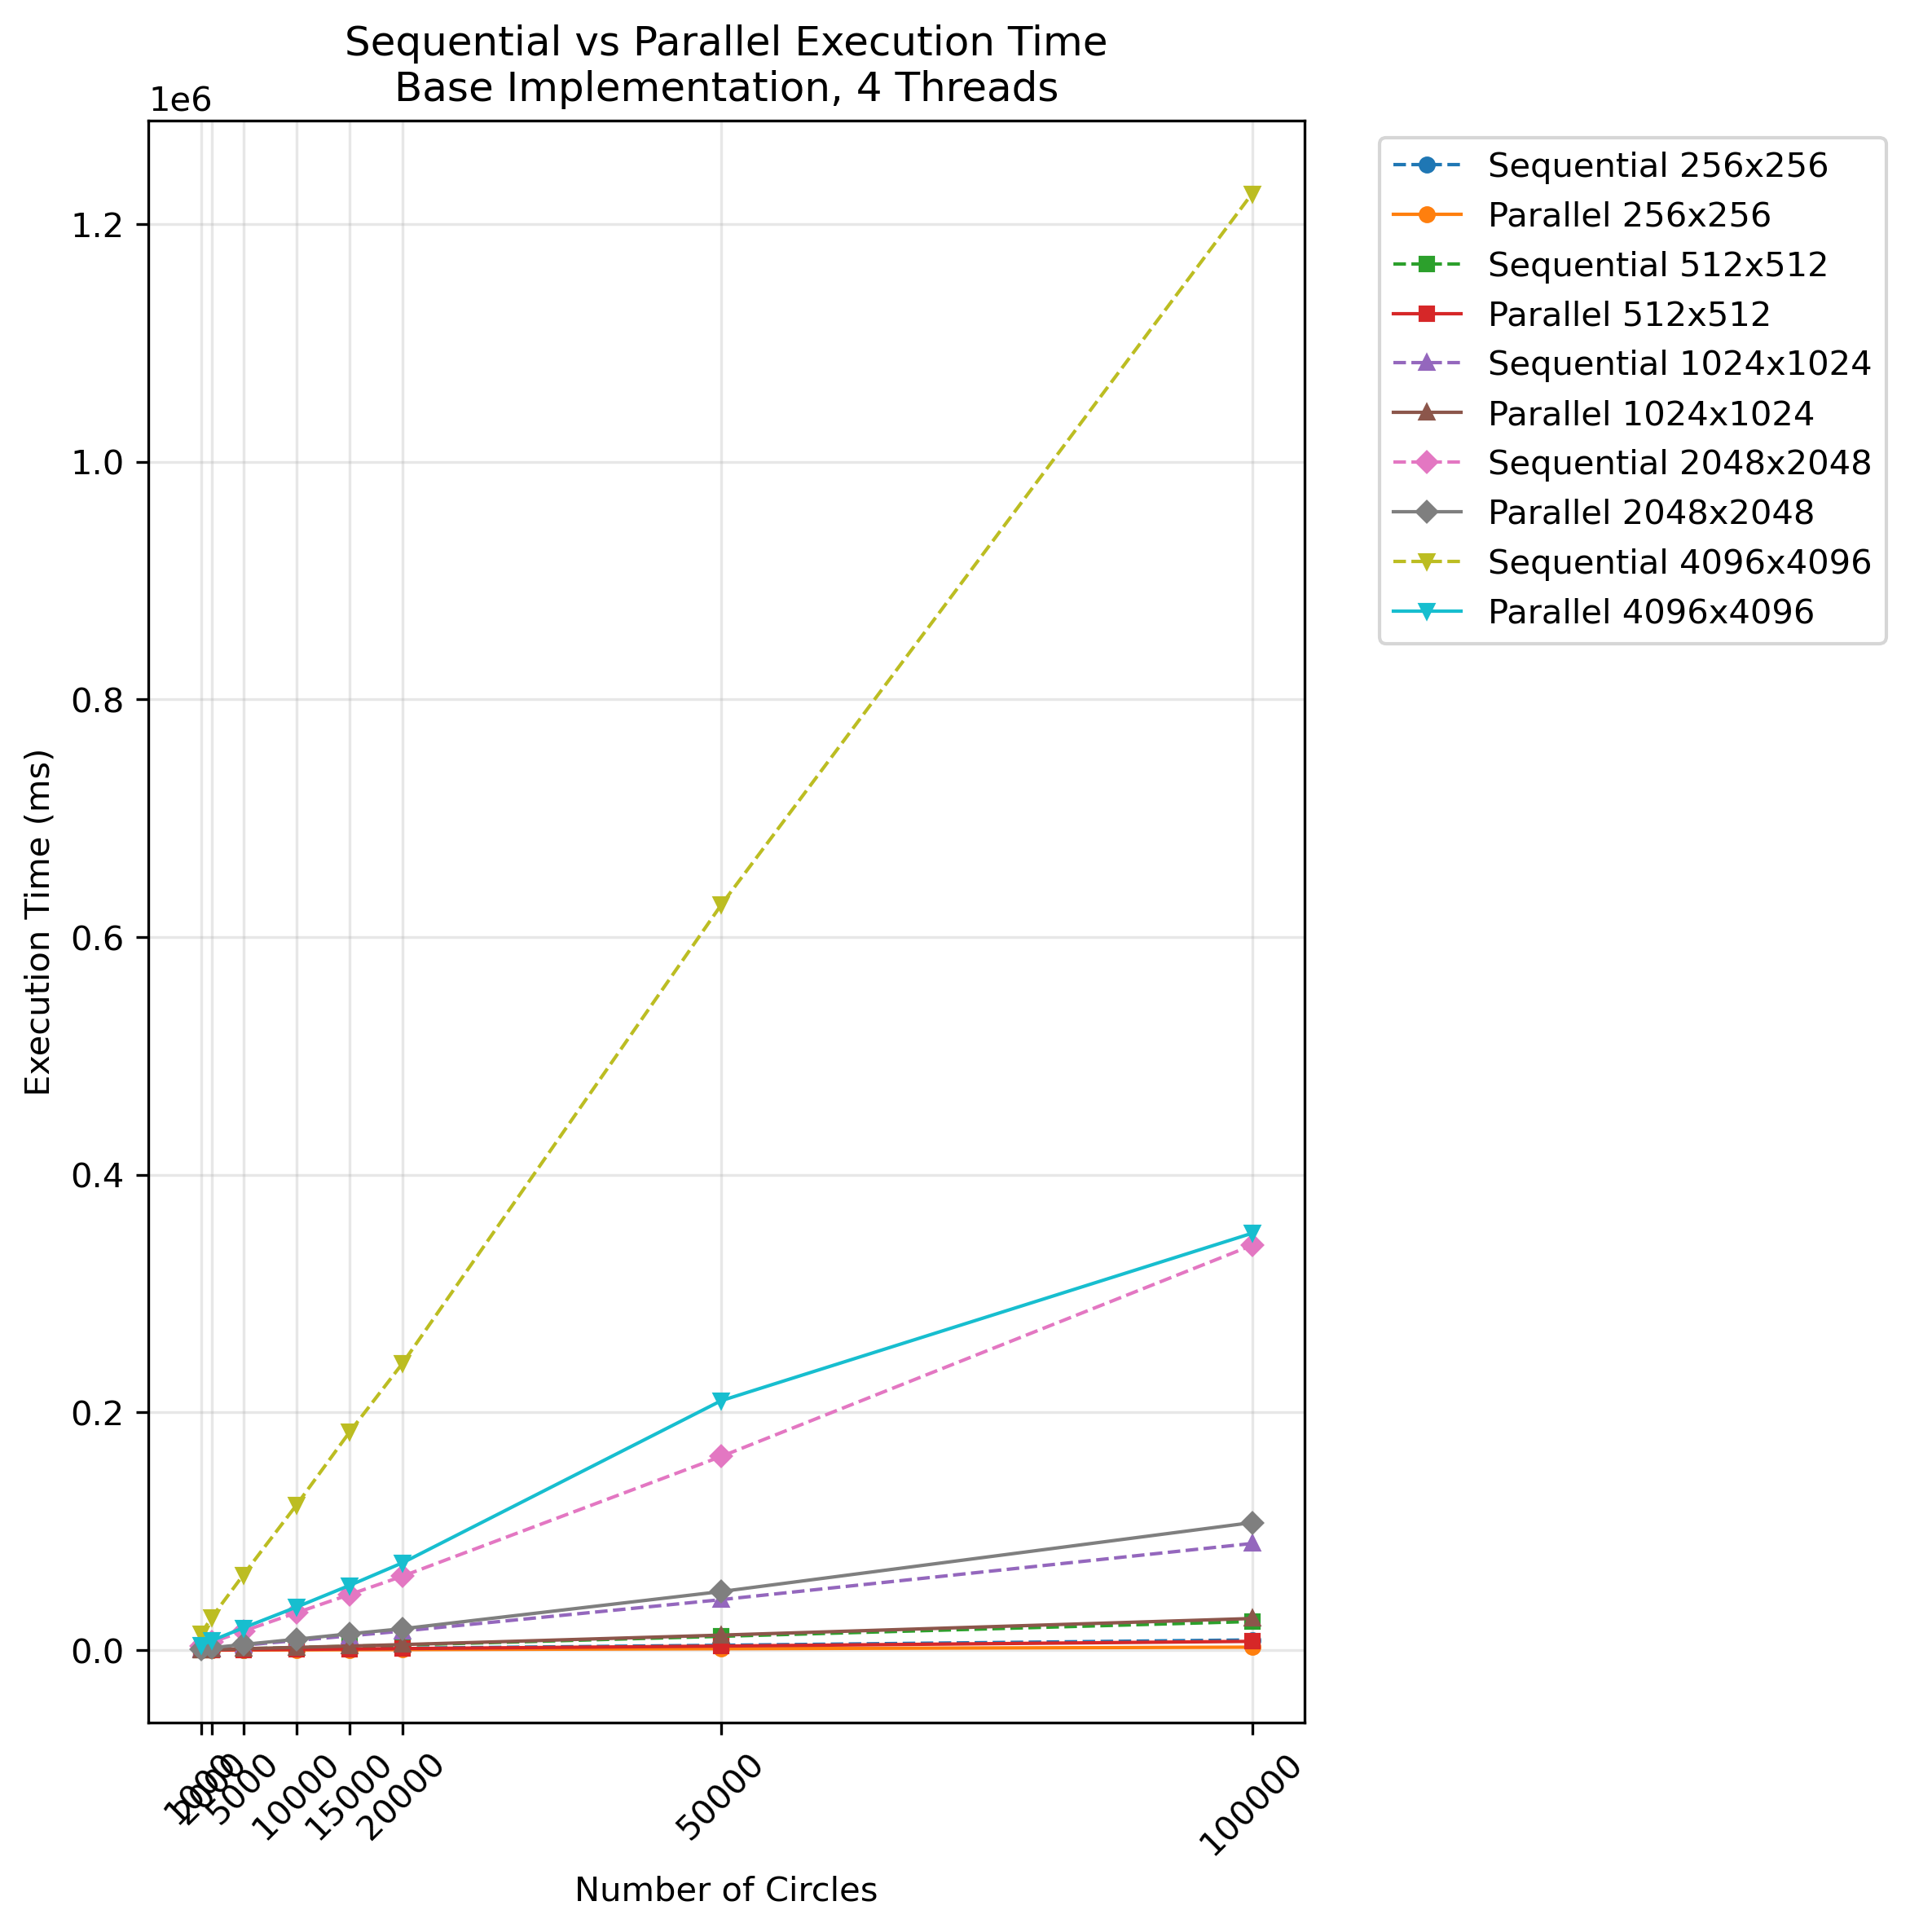 Sequential vs Parallel Execution Time
Base Implementation, 4 Threads
1e6
1.2
1.0
0.8
0.6
0.4
0.2
0.0
Execution Time (ms)
1000
2000
5000
10000
15000
20000
50000
100000
Number of Circles
Sequential 256x256
Parallel 256x256
Sequential 512x512
Parallel 512x512
Sequential 1024x1024
Parallel 1024x1024
Sequential 2048x2048
Parallel 2048x2048
Sequential 4096x4096
Parallel 4096x4096